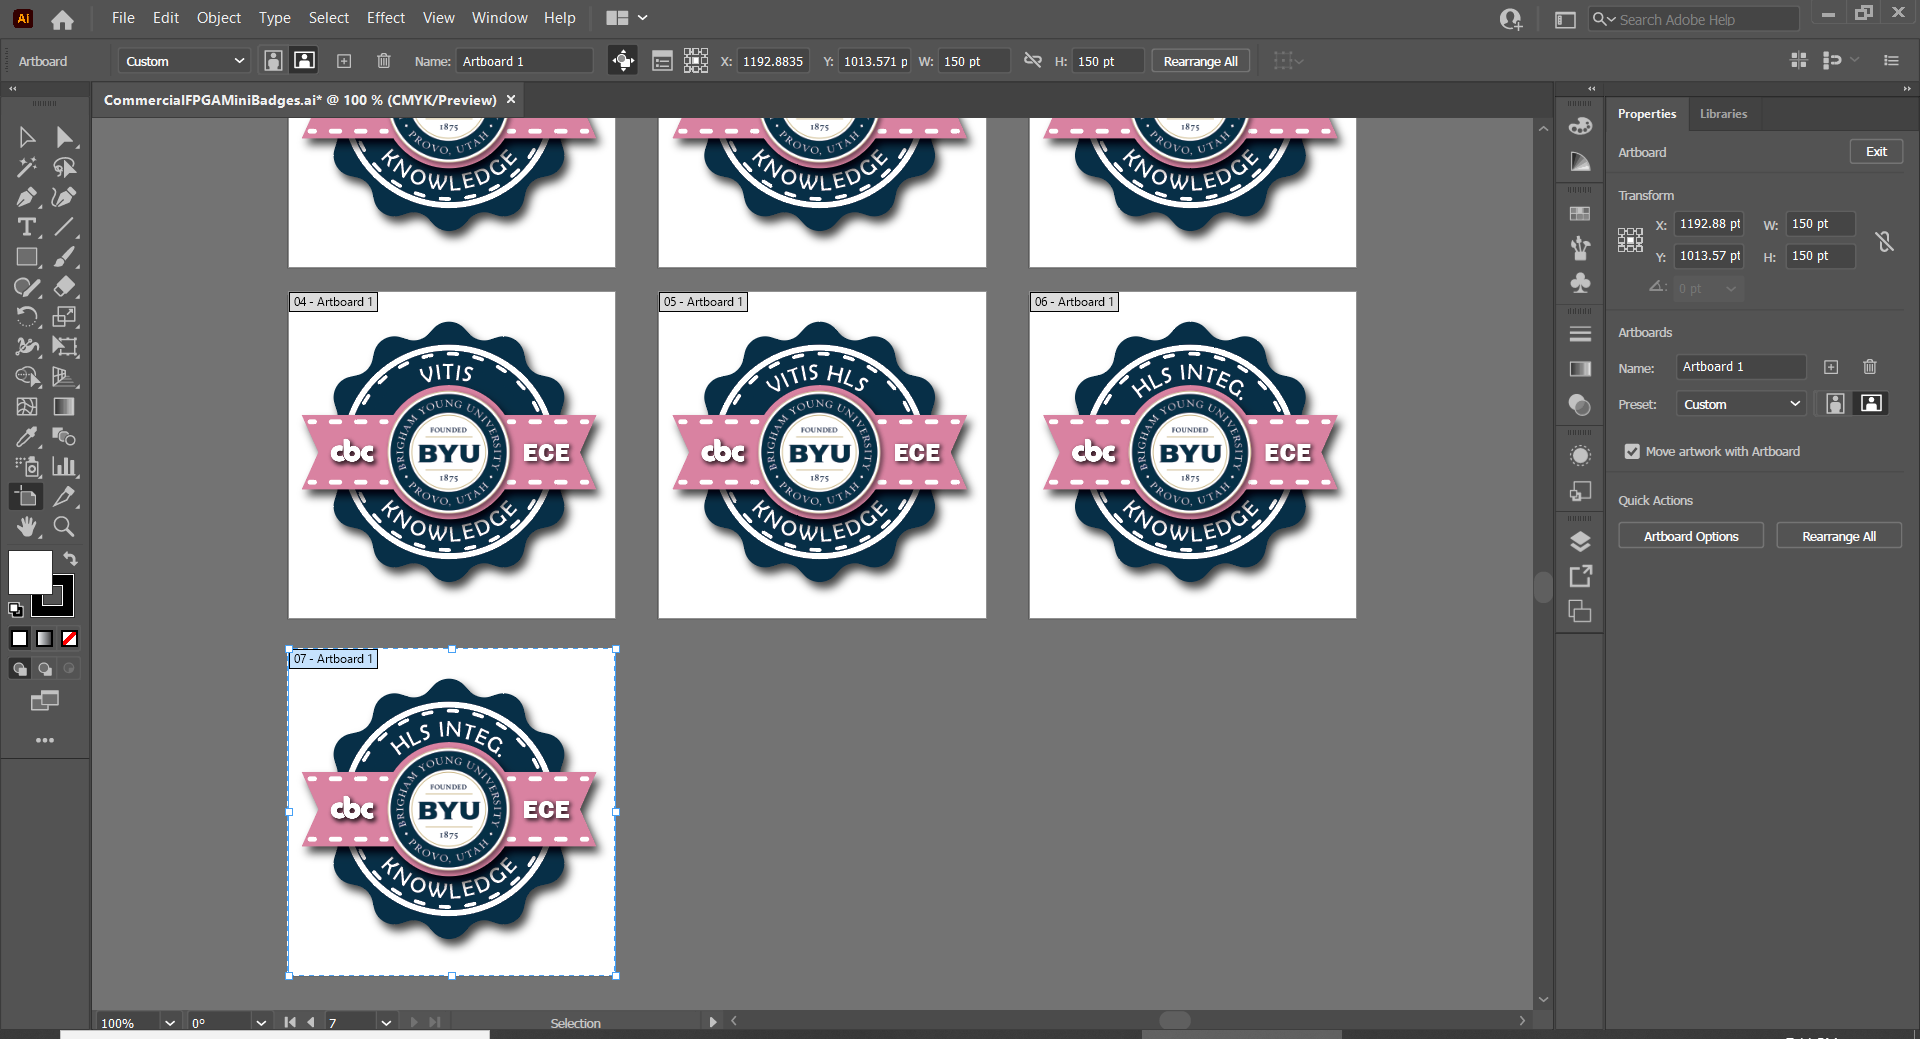 Ai File Edit Object Type Select Effect View Window Help Search Adobe Help
Artboard Custom Name: Artboard 1 X: 1192.8835 Y: 1013.571 p W: 150 pt H: 150 pt Rearrange All
CommercialFPGAMiniBadges.ai* @ 100 % (CMYK/Preview)
1875 1875 1875
PROVO, UTAH PROVO, UTAH PROVO, UTAH
KNOWLEDGE KNOWLEDGE KNOWLEDGE
04 - Artboard 1 05 - Artboard 1 06 - Artboard 1
VITIS VITIS HLS HLS INTEG.
BRIGHAM YOUNG UNIVERSITY BRIGHAM YOUNG UNIVERSITY BRIGHAM YOUNG UNIVERSITY
FOUNDED FOUNDED FOUNDED
cbc BYU ECE cbc BYU ECE cbc BYU ECE
1875 1875 1875
PROVO, UTAH PROVO, UTAH PROVO, UTAH
KNOWLEDGE KNOWLEDGE KNOWLEDGE
07 - Artboard 1
HLS INTEG.
BRIGHAM YOUNG UNIVERSITY
FOUNDED
cbc BYU ECE
1875
PROVO, UTAH
KNOWLEDGE
100% 0° 7 Selection
Properties Libraries
Artboard Exit
Transform
X: 1192.88 pt W: 150 pt
Y: 1013.57 pt H: 150 pt
0 pt
Artboards
Name: Artboard 1
Preset: Custom
Move artwork with Artboard
Quick Actions
Artboard Options Rearrange All